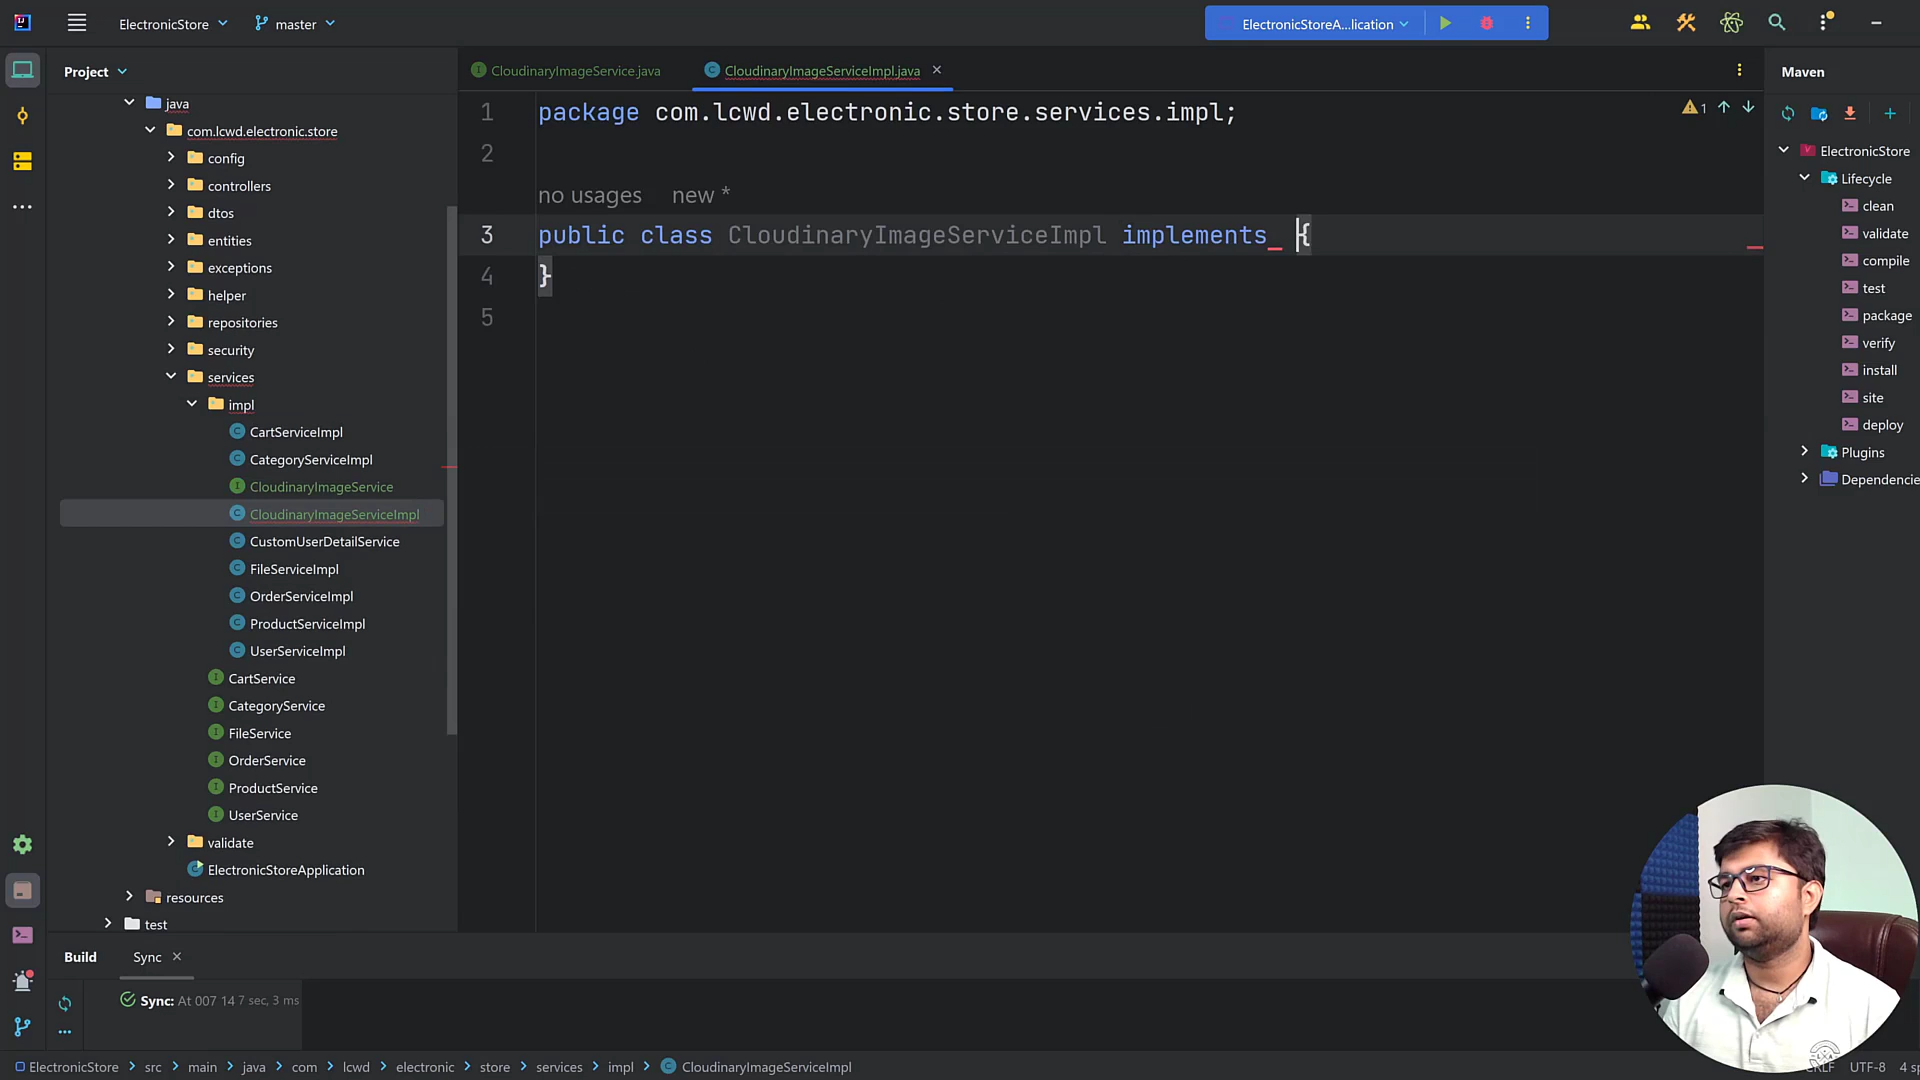 ElectronicStore
master
ElectronicStoreA...lication
Project
java
com.lcwd.electronic.store
config
controllers
dtos
entities
exceptions
helper
repositories
security
services
impl
CartServiceImpl
CategoryServiceImpl
CloudinaryImageService
CloudinaryImageServiceImpl
CustomUserDetailService
FileServiceImpl
OrderServiceImpl
ProductServiceImpl
UserServiceImpl
CartService
CategoryService
FileService
OrderService
ProductService
UserService
validate
ElectronicStoreApplication
resources
test
CloudinaryImageService.java
CloudinaryImageServiceImpl.java
1 package com.lcwd.electronic.store.services.impl;
2
no usages new *
3 public class CloudinaryImageServiceImpl implements {
4 }
5
1
Maven
ElectronicStore
Lifecycle
clean
validate
compile
test
package
verify
install
site
deploy
Plugins
Dependencie
Build
Sync
Sync: At 007 14 7 sec, 3 ms
ElectronicStore > src > main > java > com > lcwd > electronic > store > services > impl > CloudinaryImageServiceImpl
CRLF
UTF-8
4 sp